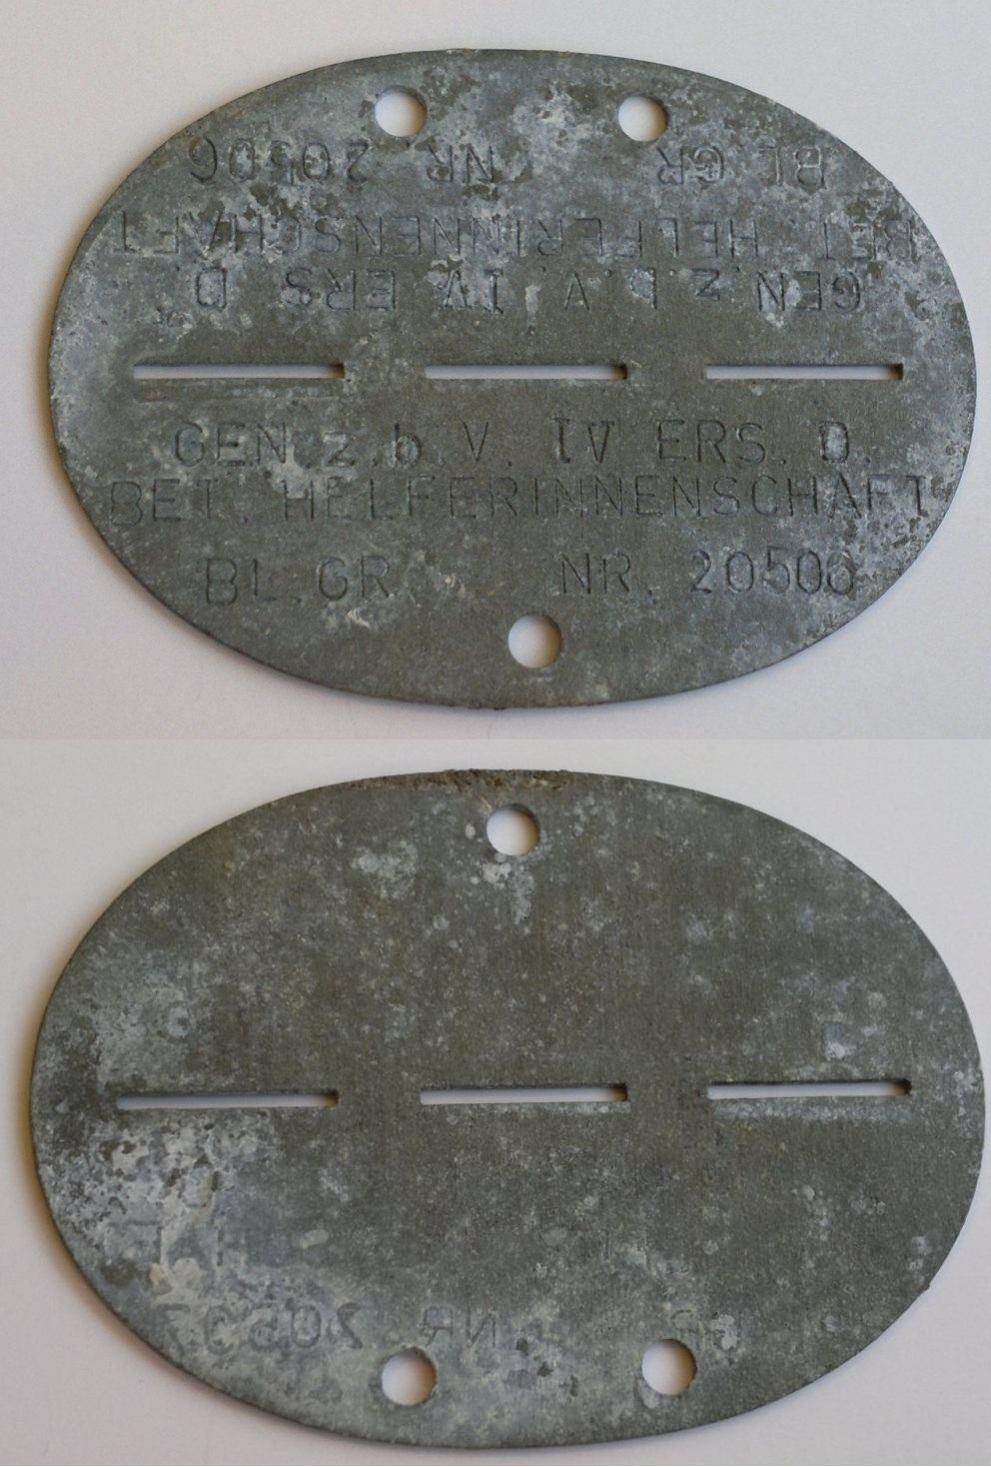 GEN. z. b. V. IV ERS. D.
BET. HELFERINNENSCHAFT
BL. GR. NR. 20506
GEN. z. b. V. IV ERS. D.
BET. HELFERINNENSCHAFT
BL. GR. NR. 20506
NR